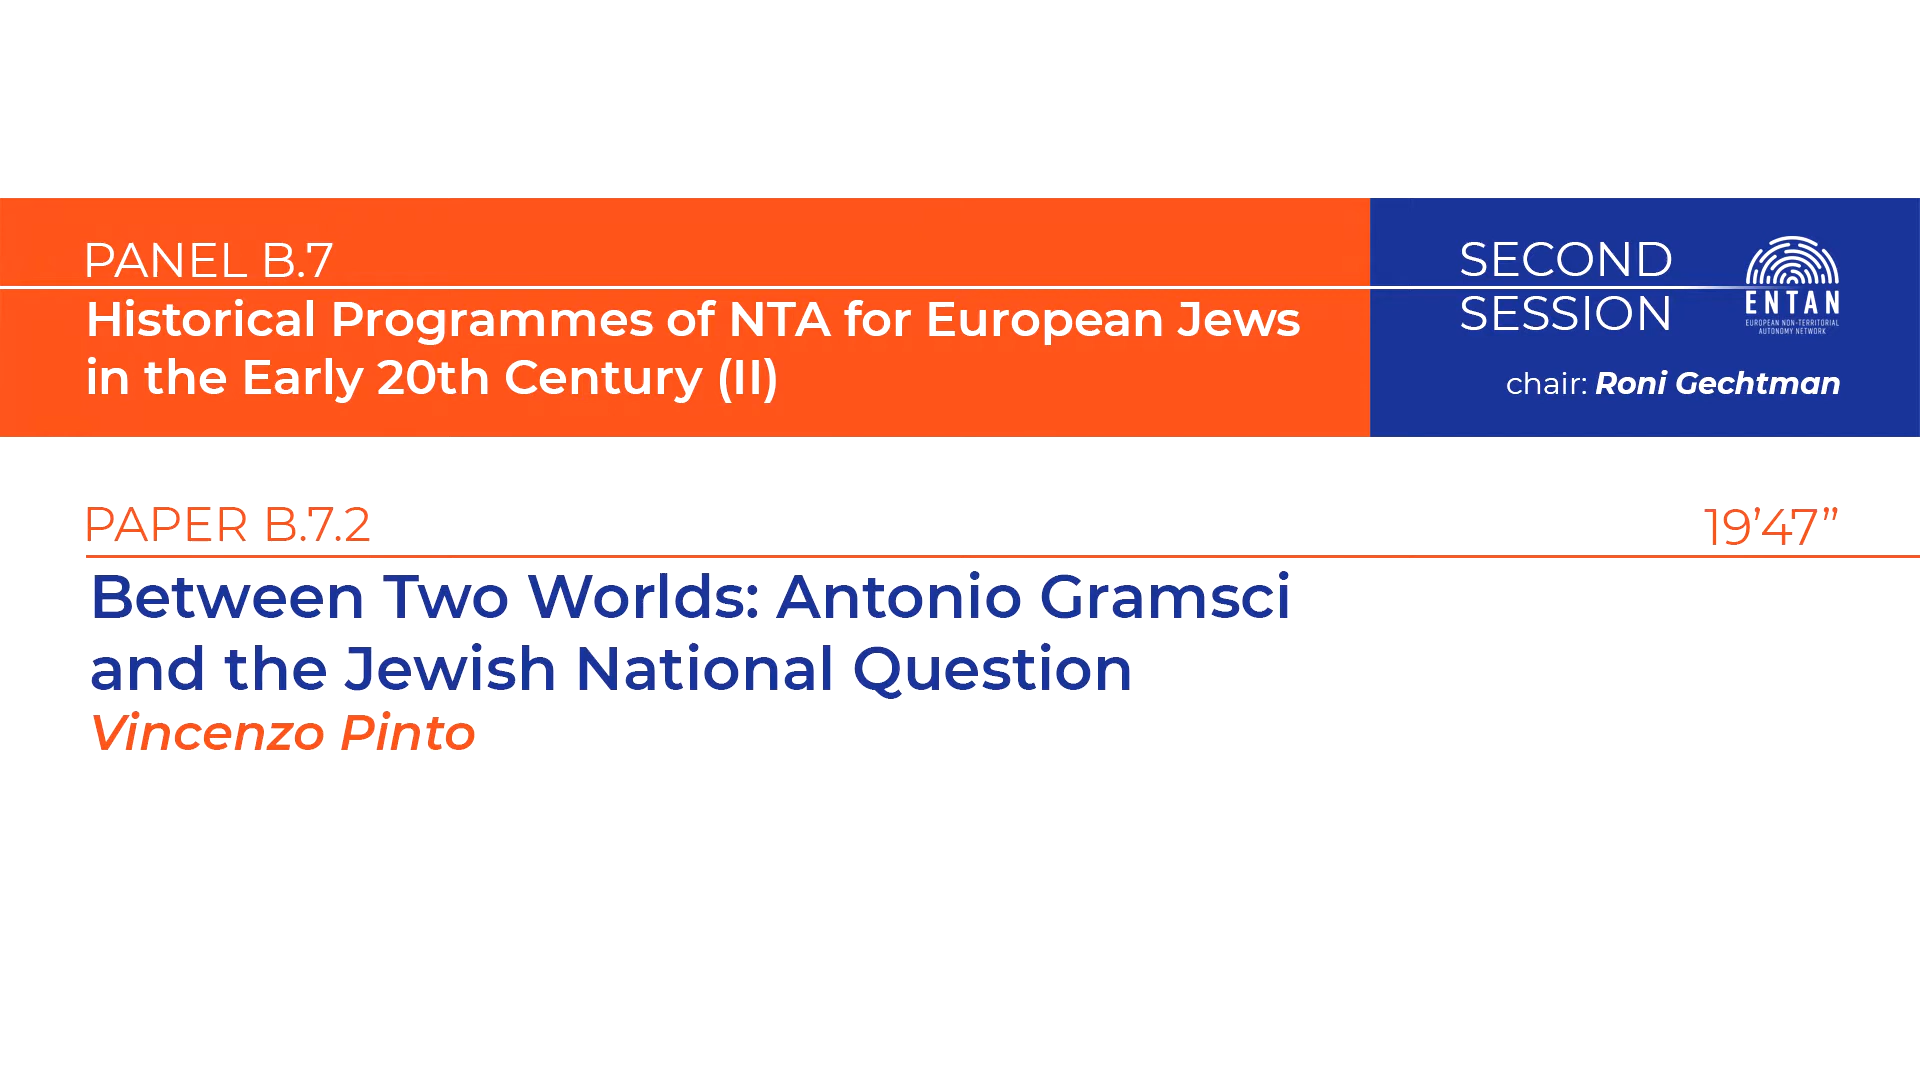 PANEL B.7
Historical Programmes of NTA for European Jews
in the Early 20th Century (II)
SECOND
SESSION
ENTAN
EUROPEAN NON-TERRITORIAL
AUTONOMY NETWORK
chair: Roni Gechtman
PAPER B.7.2
19’47”
Between Two Worlds: Antonio Gramsci
and the Jewish National Question
Vincenzo Pinto